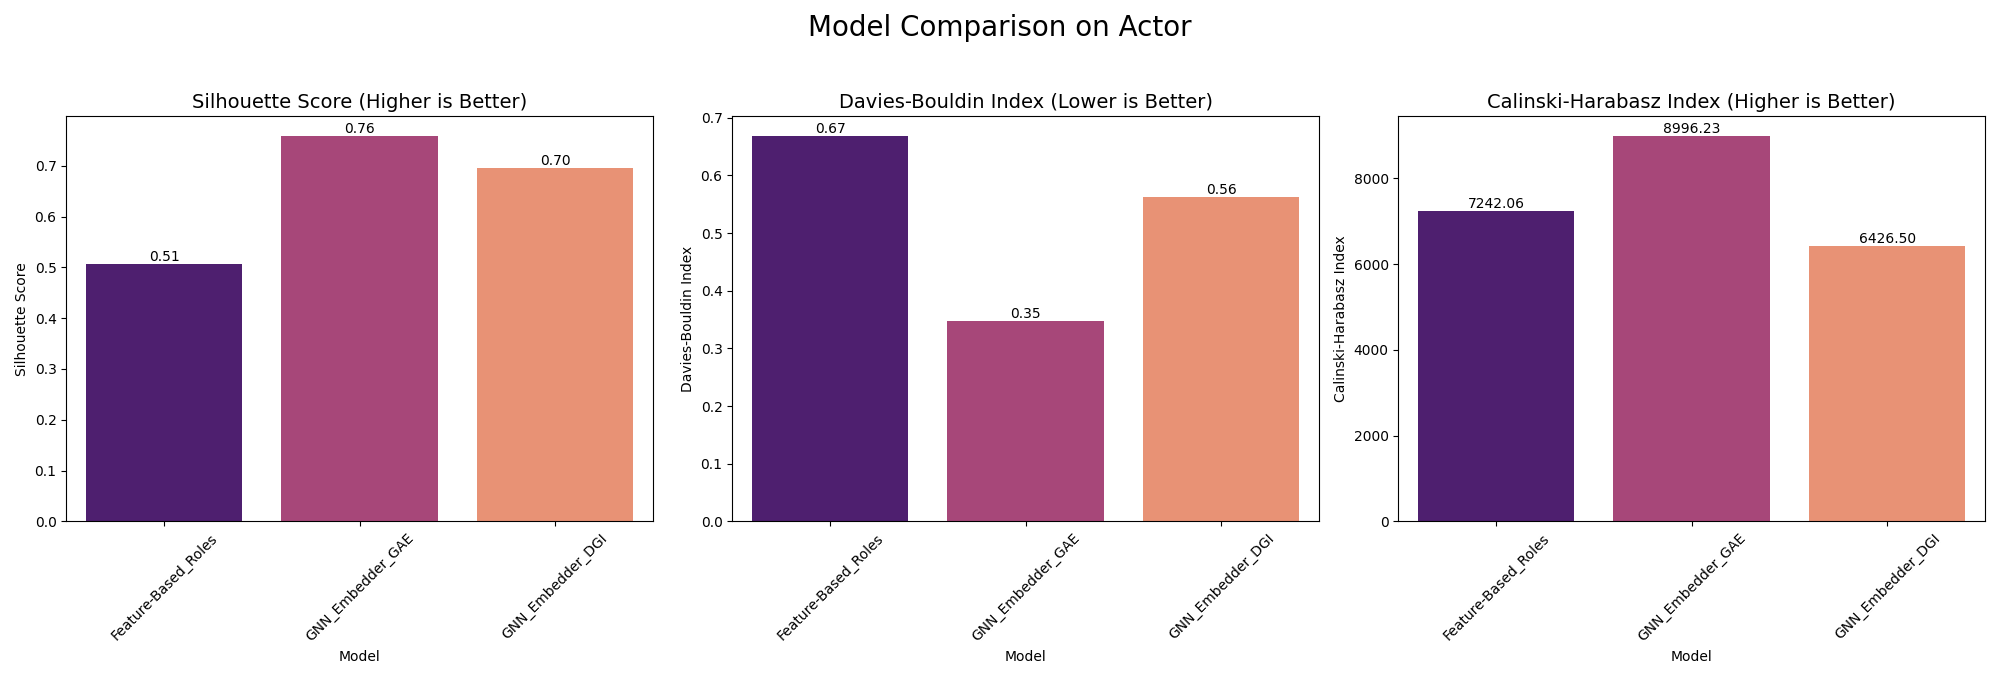 Model Comparison on Actor
Silhouette Score (Higher is Better)
Silhouette Score
0.7
0.6
0.5
0.4
0.3
0.2
0.1
0.0
0.51
0.76
0.70
Feature-Based_Roles
GNN_Embedder_GAE
GNN_Embedder_DGI
Model
Davies-Bouldin Index (Lower is Better)
Davies-Bouldin Index
0.7
0.6
0.5
0.4
0.3
0.2
0.1
0.0
0.67
0.35
0.56
Feature-Based_Roles
GNN_Embedder_GAE
GNN_Embedder_DGI
Model
Calinski-Harabasz Index (Higher is Better)
Calinski-Harabasz Index
8000
6000
4000
2000
0
7242.06
8996.23
6426.50
Feature-Based_Roles
GNN_Embedder_GAE
GNN_Embedder_DGI
Model